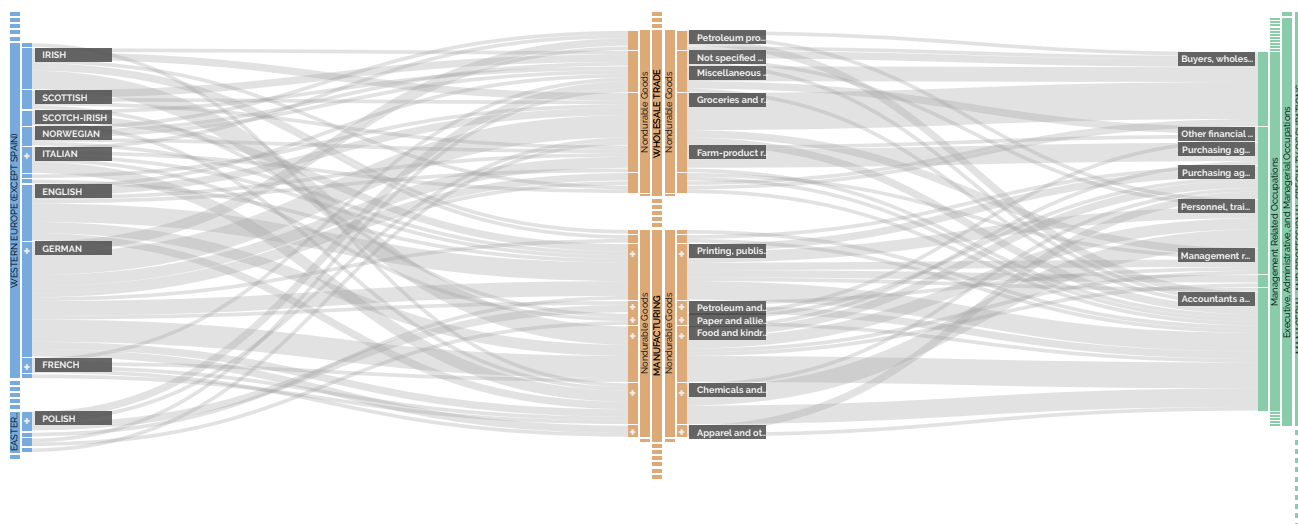 WESTERN EUROPE (EXCEPT SPAIN)
IRISH
SCOTTISH
SCOTCH-IRISH
NORWEGIAN
ITALIAN
ENGLISH
GERMAN
FRENCH
EASTER..
POLISH
Nondurable Goods
WHOLESALE TRADE
Nondurable Goods
Petroleum pro..
Not specified ...
Miscellaneous ..
Groceries and r..
Farm-product r..
Nondurable Goods
MANUFACTURING
Nondurable Goods
Printing, publis..
Petroleum and..
Paper and allie..
Food and kindr..
Chemicals and..
Apparel and ot..
Buyers, wholes...
Other financial ...
Purchasing ag...
Purchasing ag...
Personnel, trai...
Management r...
Accountants a...
Management Related Occupations
Executive, Administrative, and Managerial Occupations